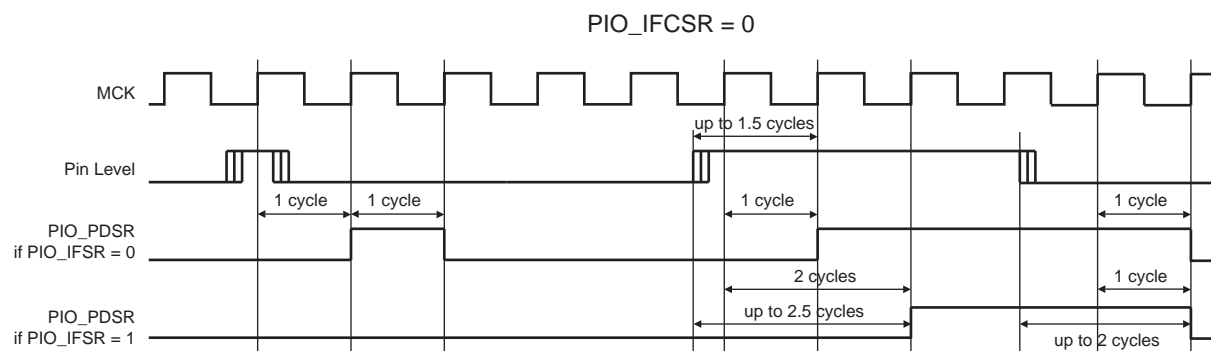 PIO_IFCSR = 0
MCK
up to 1.5 cycles
Pin Level
1 cycle
1 cycle
1 cycle
1 cycle
PIO_PDSR
if PIO_IFSR = 0
2 cycles
1 cycle
PIO_PDSR
if PIO_IFSR = 1
up to 2.5 cycles
up to 2 cycles